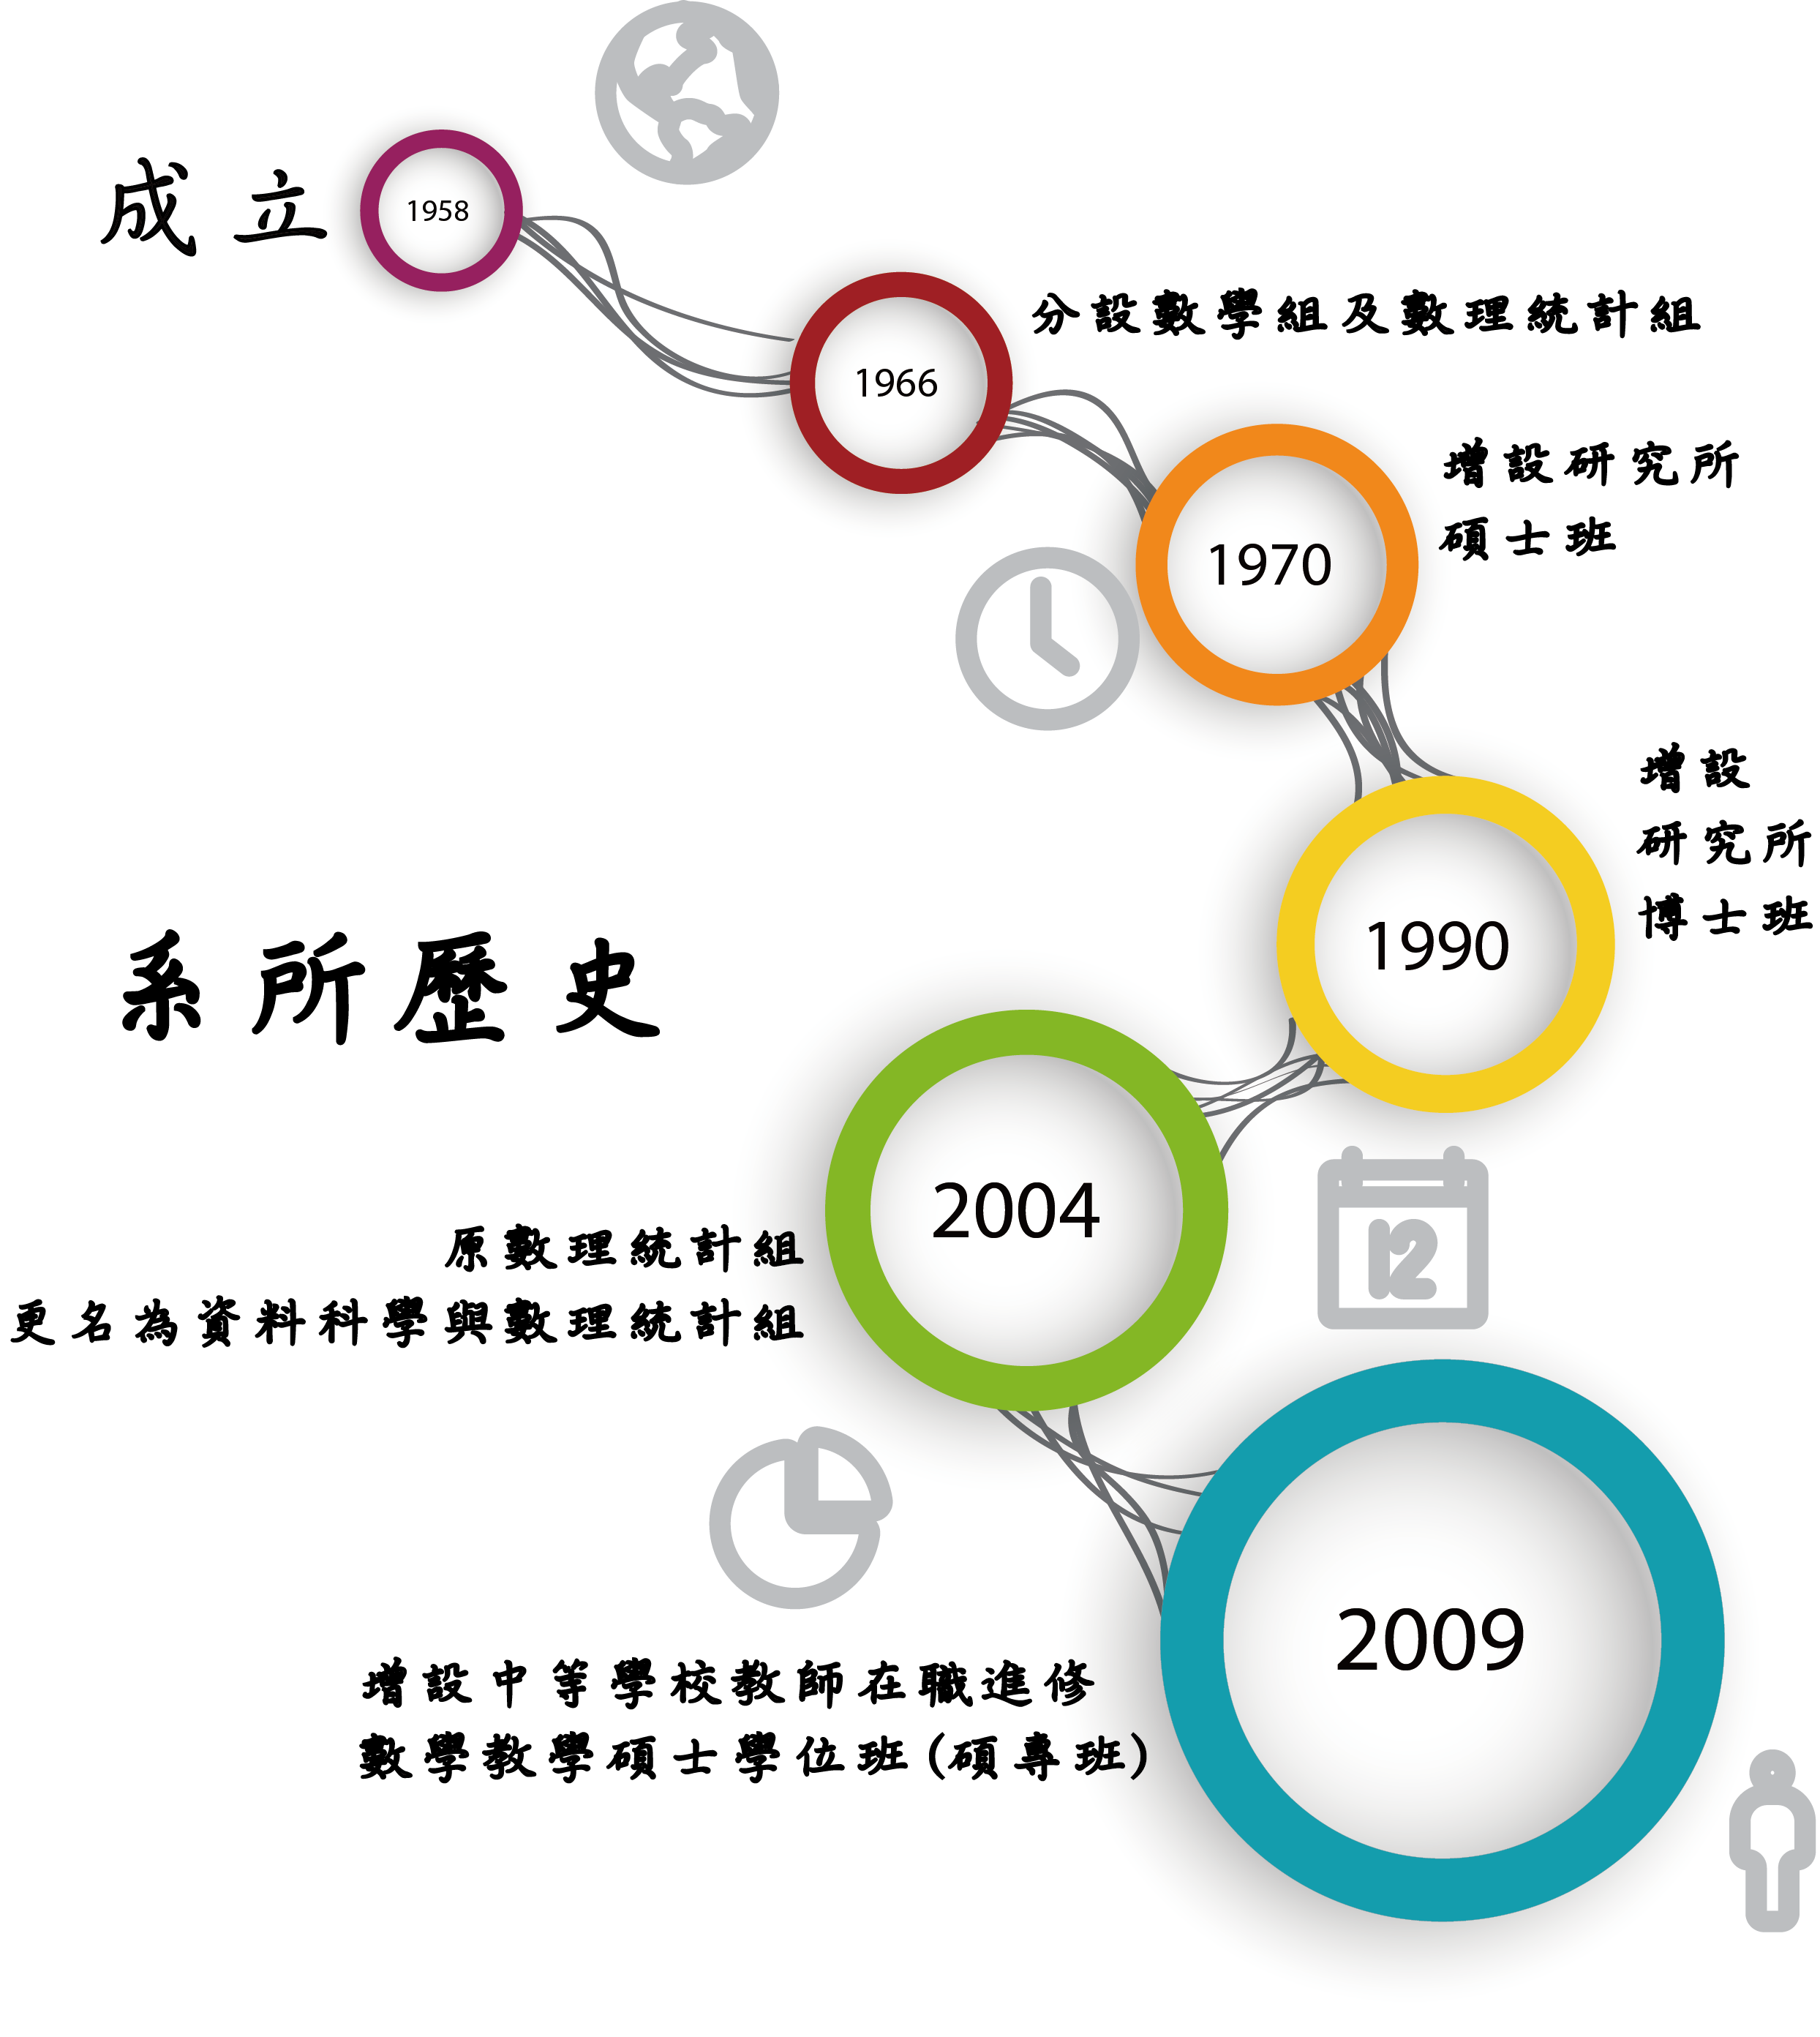 成立
1958
分設數學組及數理統計組
1966
增設研究所
碩士班
1970
增設
研究所
博士班
1990
系所歷史
2004
原數理統計組
更名為資料科學與數理統計組
12
2009
增設中等學校教師在職進修
數學教學碩士學位班(碩專班)